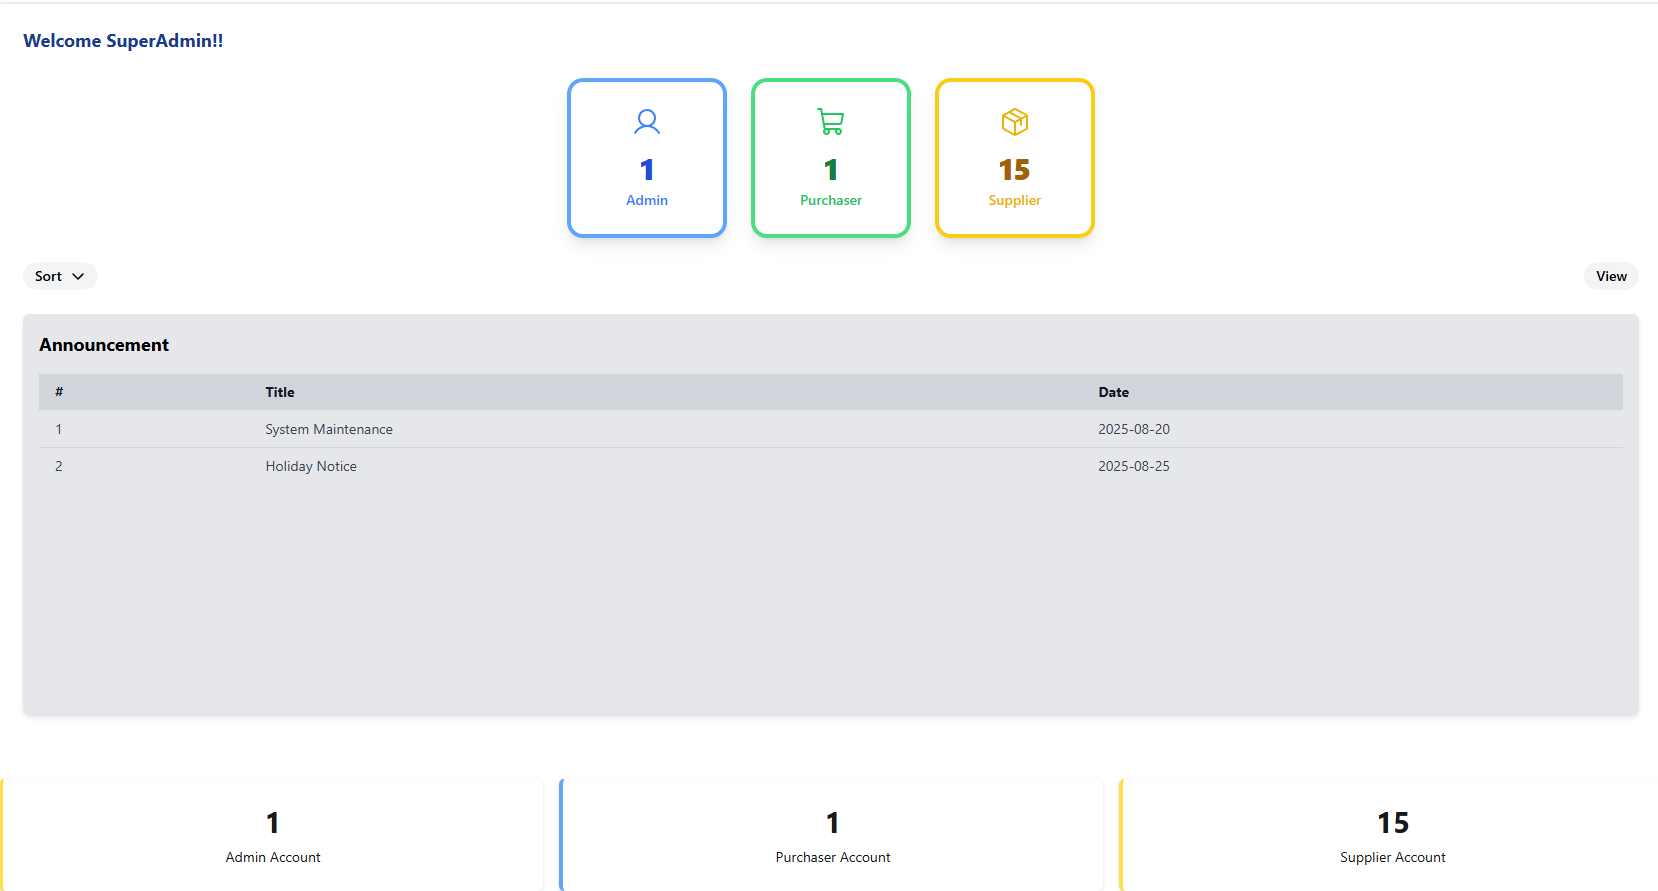 Welcome SuperAdmin!!
1
Admin
1
Purchaser
15
Supplier
Sort
View
Announcement
# Title Date
1 System Maintenance 2025-08-20
2 Holiday Notice 2025-08-25
1
Admin Account
1
Purchaser Account
15
Supplier Account